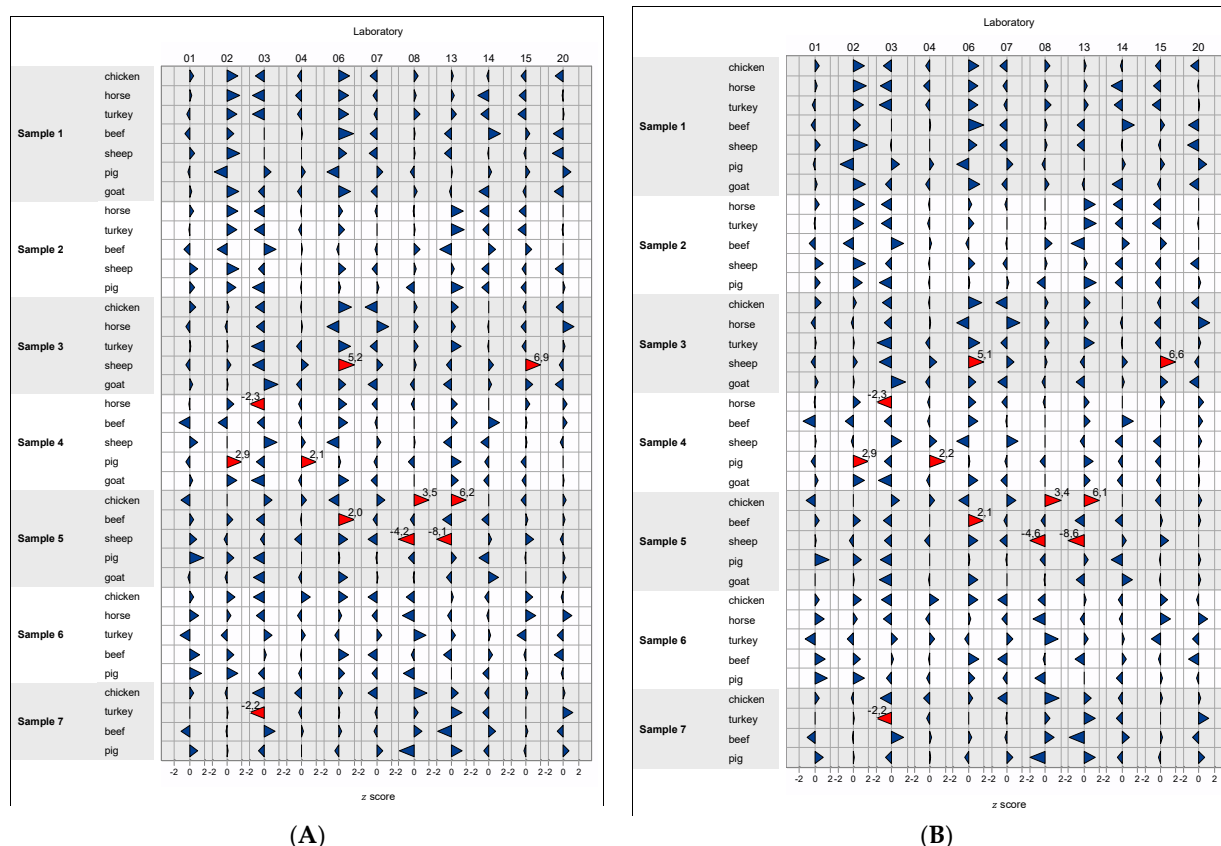 Laboratory
01 02 03 04 06 07 08 13 14 15 20
chicken
horse
turkey
Sample 1 beef
sheep
pig
goat
horse
turkey
Sample 2 beef
sheep
pig
chicken
horse
Sample 3 turkey
sheep 5,2 6,9
goat
horse -2,3
beef
Sample 4 sheep
pig 2,9 2,1
goat
chicken 3,5 6,2
beef 2,0
Sample 5 sheep -4,2 -8,1
pig
goat
chicken
horse
Sample 6 turkey
beef
pig
chicken
turkey -2,2
Sample 7
beef
pig
-2 0 2-2 0 2-2 0 2-2 0 2-2 0 2-2 0 2-2 0 2-2 0 2-2 0 2-2 0 2-2 0 2
z score
(A)
Laboratory
01 02 03 04 06 07 08 13 14 15 20
chicken
horse
turkey
Sample 1 beef
sheep
pig
goat
horse
turkey
Sample 2 beef
sheep
pig
chicken
horse
Sample 3 turkey
sheep 5,1 6,6
goat
horse -2,3
beef
Sample 4 sheep
pig 2,9 2,2
goat
chicken 3,4 6,1
beef 2,1
Sample 5 sheep -4,6 -8,6
pig
goat
chicken
horse
Sample 6 turkey
beef
pig
chicken
turkey -2,2
Sample 7
beef
pig
-2 0 2-2 0 2-2 0 2-2 0 2-2 0 2-2 0 2-2 0 2-2 0 2-2 0 2-2 0 2-2 0 2
z score
(B)